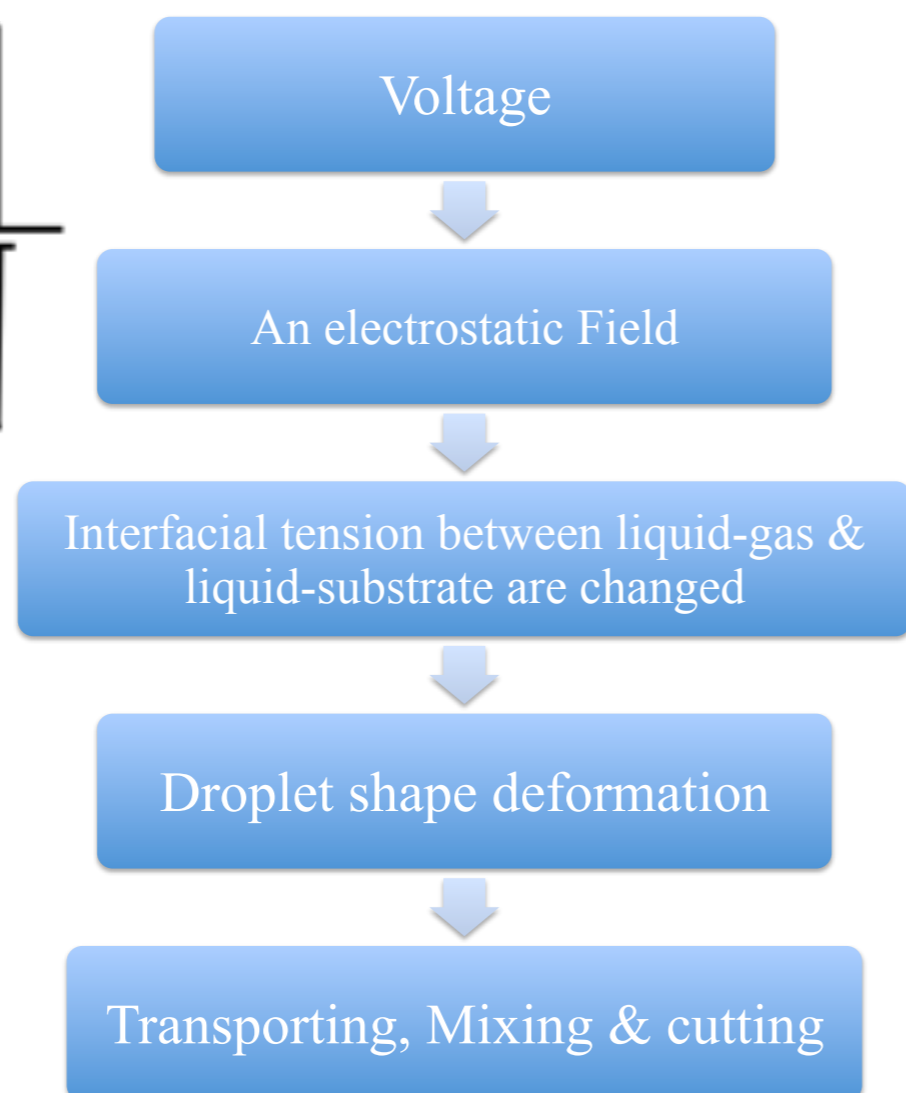 Voltage
An electrostatic Field
Interfacial tension between liquid-gas &
liquid-substrate are changed
Droplet shape deformation
Transporting, Mixing & cutting